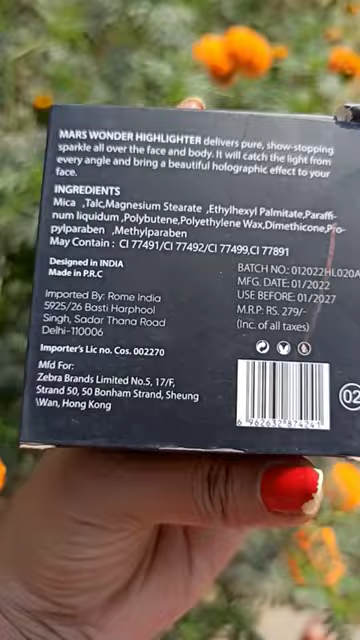 MARS WONDER HIGHLIGHTER delivers pure, show-stopping
sparkle all over the face and body. It will catch the light from
every angle and bring a beautiful holographic effect to your
face.
INGREDIENTS
Mica ,Talc,Magnesium Stearate ,Ethylhexyl Palmitate,Paraffi-
num liquidum ,Polybutene,Polyethylene Wax,Dimethicone,Pro-
pylparaben ,Methylparaben
May Contain : CI 77491/CI 77492/CI 77499,CI 77891
Designed in INDIA
Made in P.R.C
Imported By: Rome India
5925/26 Basti Harphool
Singh, Sadar Thana Road
Delhi-110006
Importer's Lic no. Cos. 002270
Mfd For:
Zebra Brands Limited No.5, 17/F,
Strand 50, 50 Bonham Strand, Sheung
Wan, Hong Kong
BATCH NO.: 012022HL020A
MFG. DATE: 01/2022
USE BEFORE: 01/2027
MRP: RS. 279/-
(Inc. of all taxes)
6 962632 874241
02